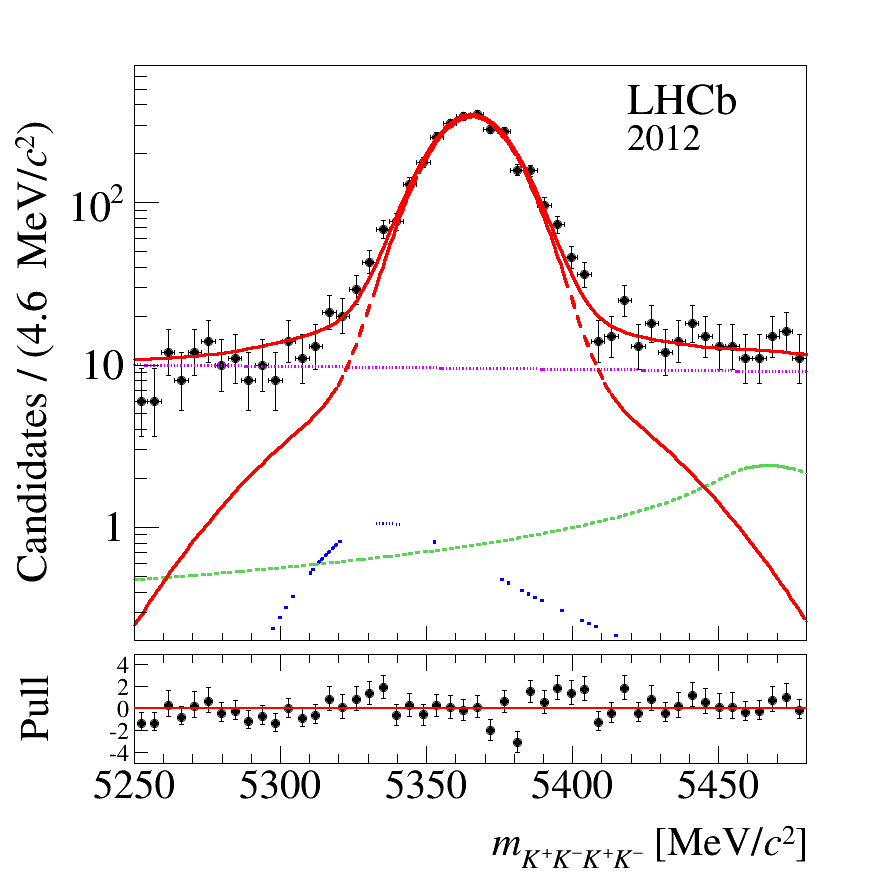 LHCb
2012
Candidates / (4.6 MeV/c²)
10²
10
1
Pull
4
2
0
-2
-4
5250 5300 5350 5400 5450
m_{K⁺K⁻K⁺K⁻} [MeV/c²]